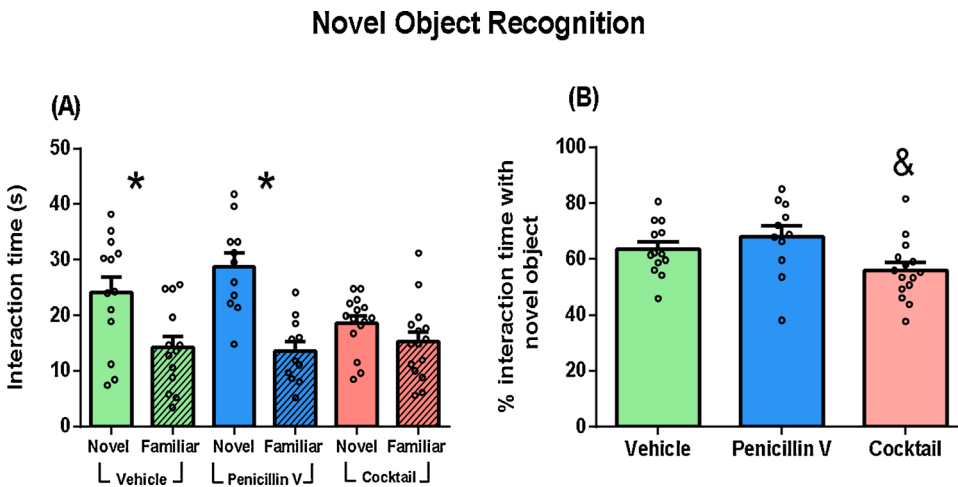 Novel Object Recognition
(A)
Interaction time (s)
50
40
30
20
10
0
*
*
Novel Familiar Novel Familiar Novel Familiar
Vehicle Penicillin V Cocktail
(B)
% interaction time with
novel object
100
80
60
40
20
0
&
Vehicle Penicillin V Cocktail